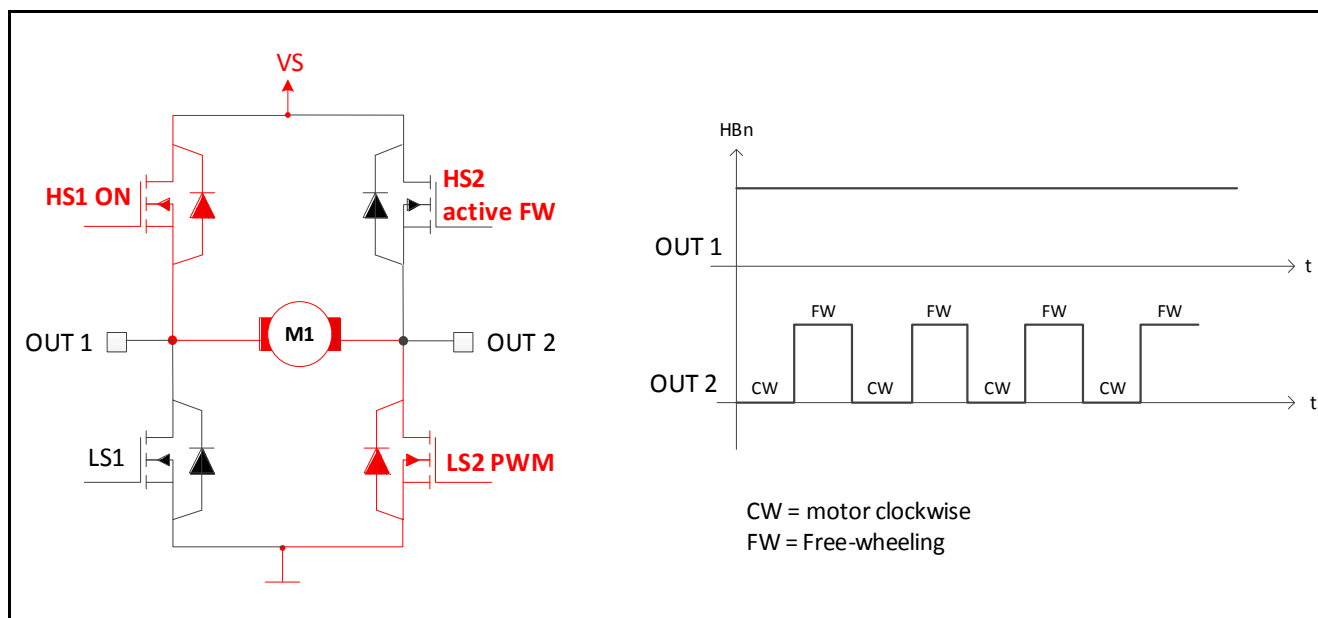 VS
HS1 ON
HS2
active FW
OUT 1
M1
OUT 2
LS1
LS2 PWM
HBn
OUT 1
t
FW
FW
FW
FW
OUT 2
CW
CW
CW
CW
t
CW = motor clockwise
FW = Free-wheeling